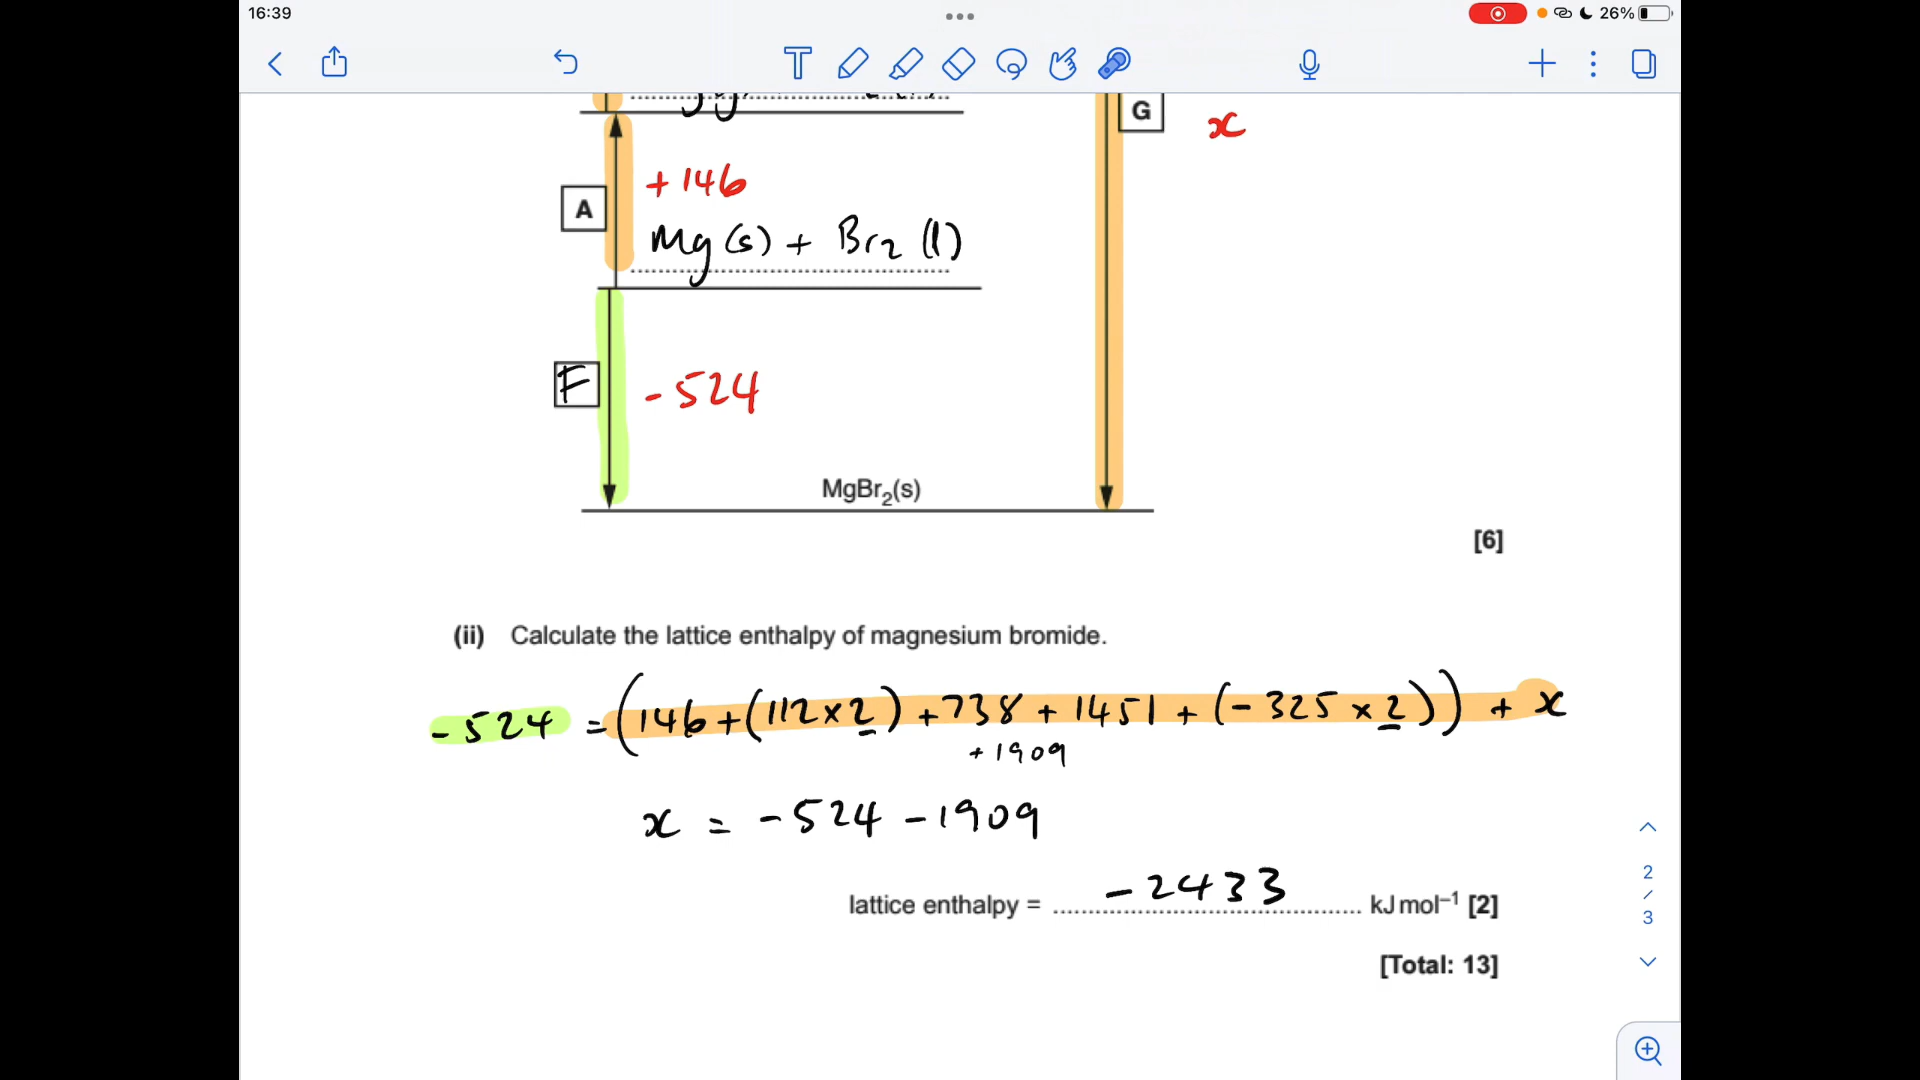 16:39
26%
G
x
+ 146
A
Mg (s) + Br2 (l)
F
- 524
MgBr2(s)
[6]
(ii) Calculate the lattice enthalpy of magnesium bromide.
- 524 = (146 + (112 × 2) + 738 + 1451 + (- 325 × 2)) + x
+ 1909
x = - 524 - 1909
lattice enthalpy = - 2433 kJ mol–1 [2]
[Total: 13]
2
/
3